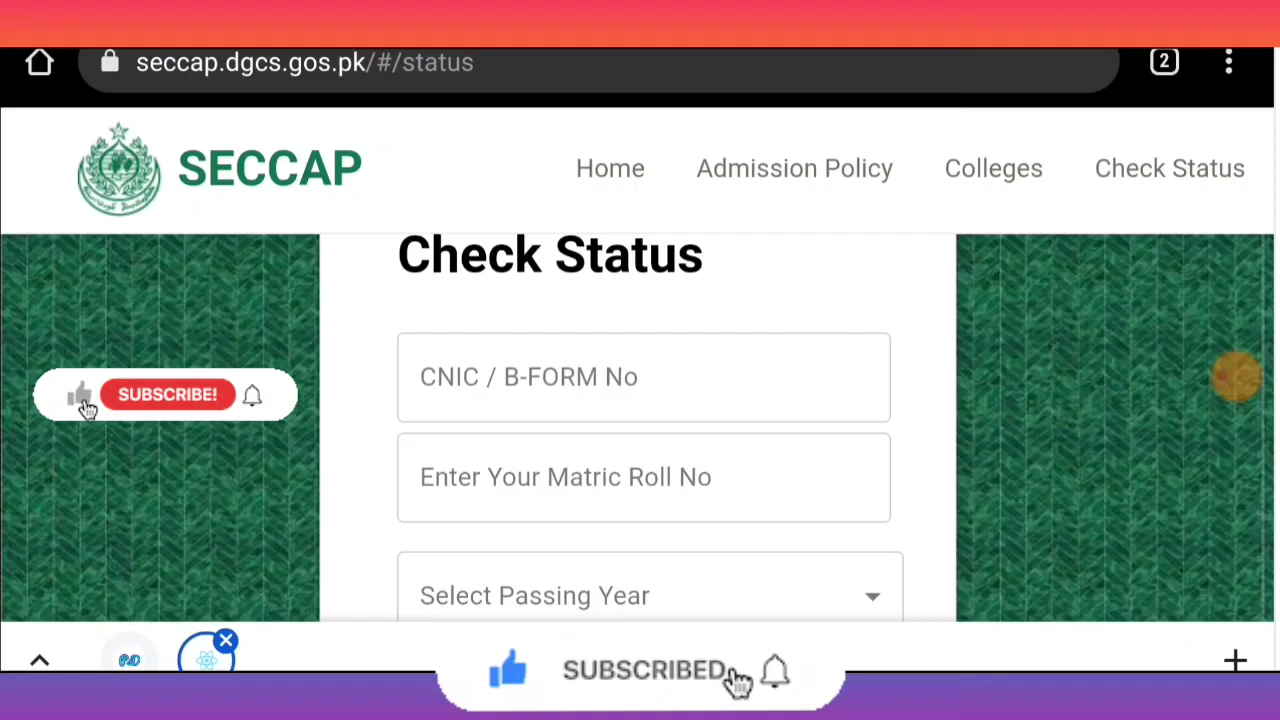 seccap.dgcs.gos.pk/#/status
2
SECCAP
Home
Admission Policy
Colleges
Check Status
Check Status
CNIC / B-FORM No
SUBSCRIBE!
Enter Your Matric Roll No
Select Passing Year
SUBSCRIBED